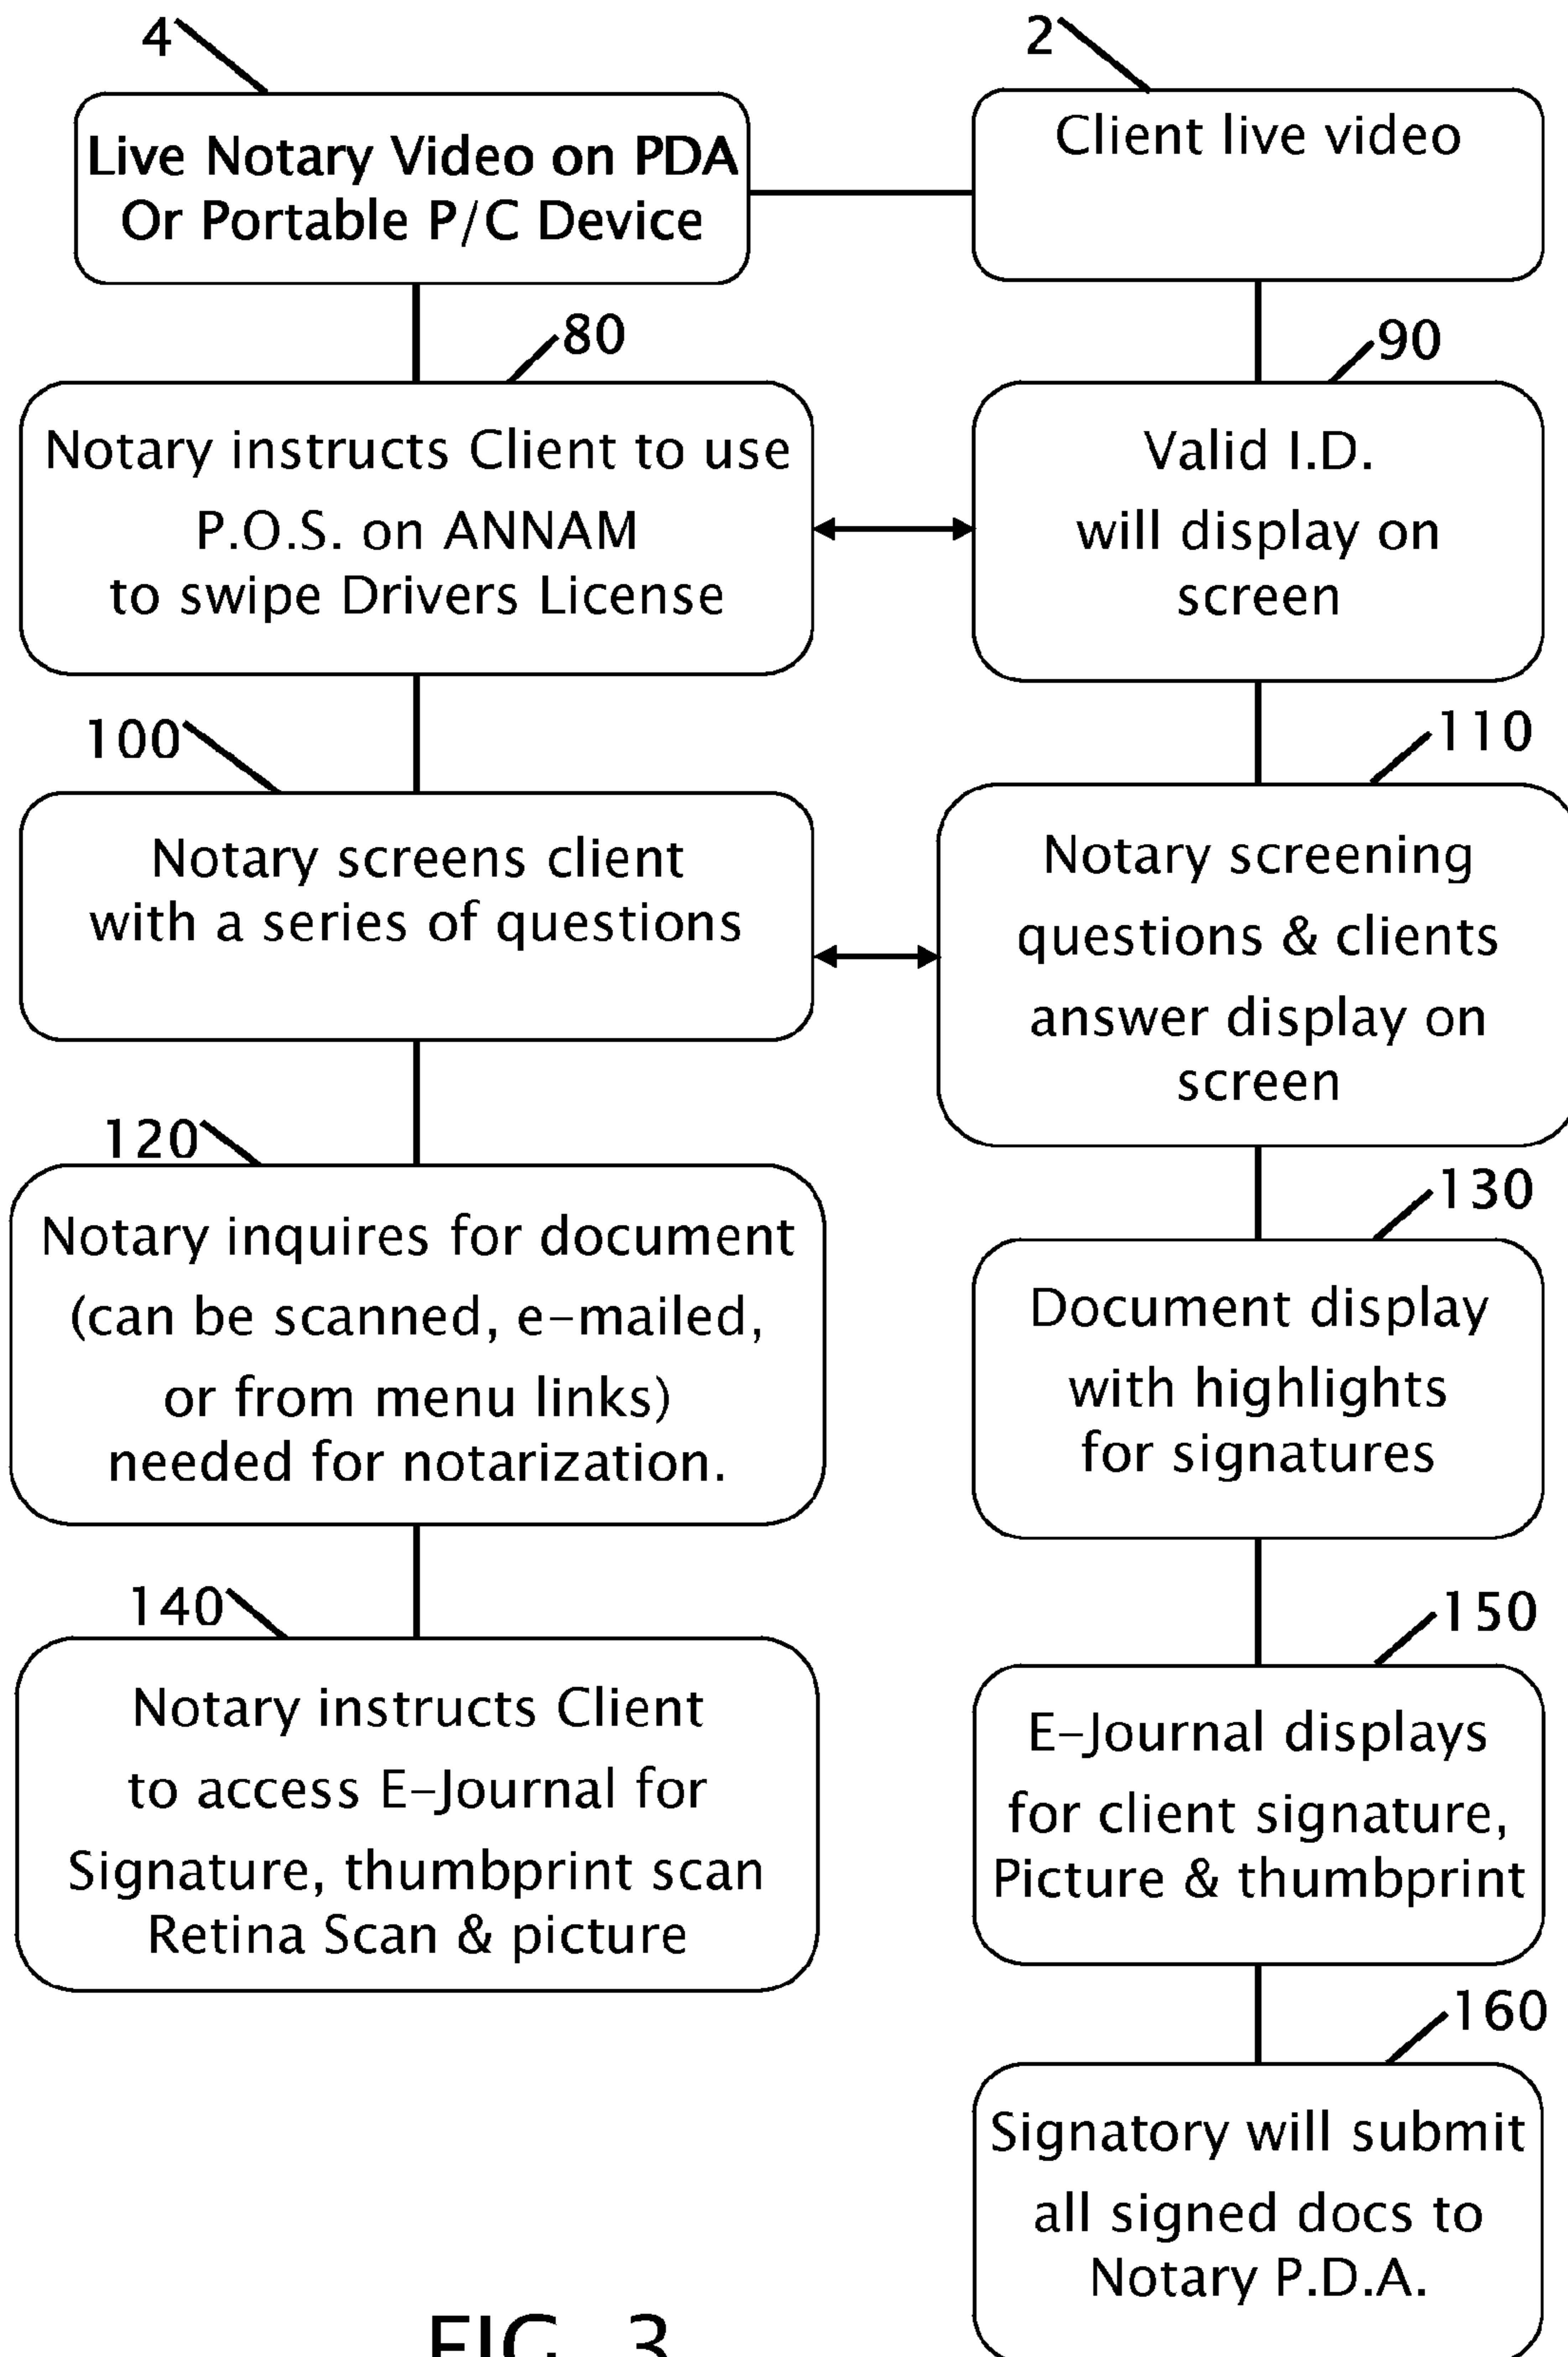 4
2
Live Notary Video on PDA
Or Portable P/C Device
Client live video
80
90
Notary instructs Client to use
P.O.S. on ANNAM
to swipe Drivers License
Valid I.D.
will display on
screen
100
110
Notary screens client
with a series of questions
Notary screening
questions & clients
answer display on
screen
120
130
Notary inquires for document
(can be scanned, e-mailed,
or from menu links)
needed for notarization.
Document display
with highlights
for signatures
140
150
Notary instructs Client
to access E-Journal for
Signature, thumbprint scan
Retina Scan & picture
E-Journal displays
for client signature,
Picture & thumbprint
160
Signatory will submit
all signed docs to
Notary P.D.A.
FIG. 3